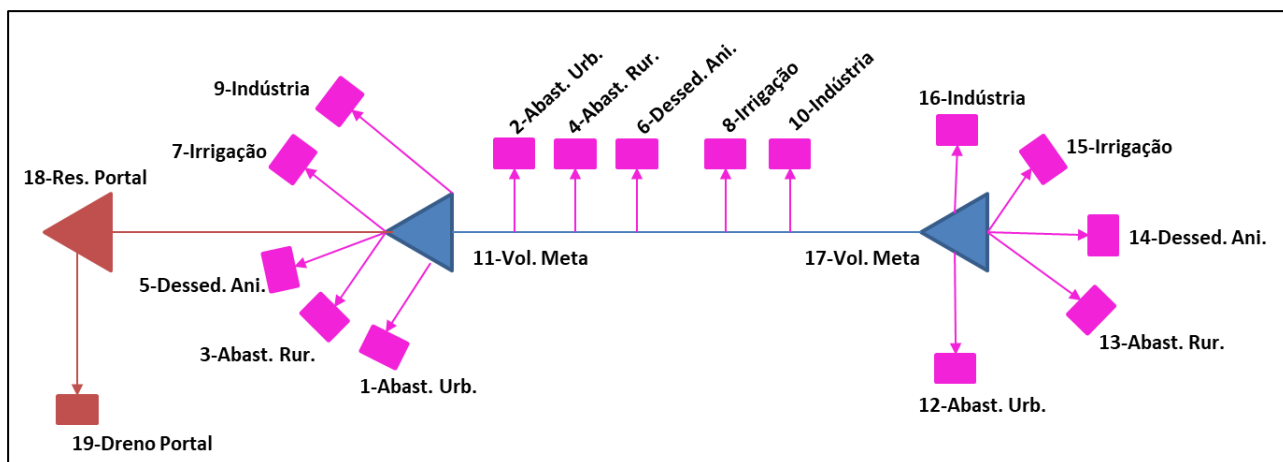 9-Indústria
7-Irrigação
18-Res. Portal
5-Dessed. Ani.
3-Abast. Rur.
1-Abast. Urb.
19-Dreno Portal
2-Abast. Urb.
4-Abast. Rur.
6-Dessed. Ani.
8-Irrigação
10-Indústria
11-Vol. Meta
17-Vol. Meta
16-Indústria
15-Irrigação
14-Dessed. Ani.
13-Abast. Rur.
12-Abast. Urb.